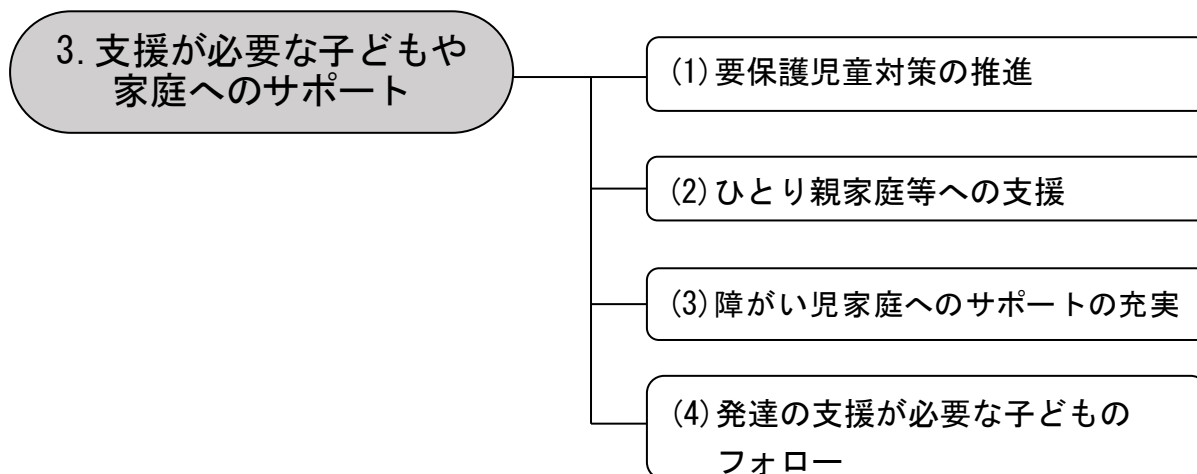 3.支援が必要な子どもや
家庭へのサポート
(1)要保護児童対策の推進
(2)ひとり親家庭等への支援
(3)障がい児家庭へのサポートの充実
(4)発達の支援が必要な子どもの
フォロー